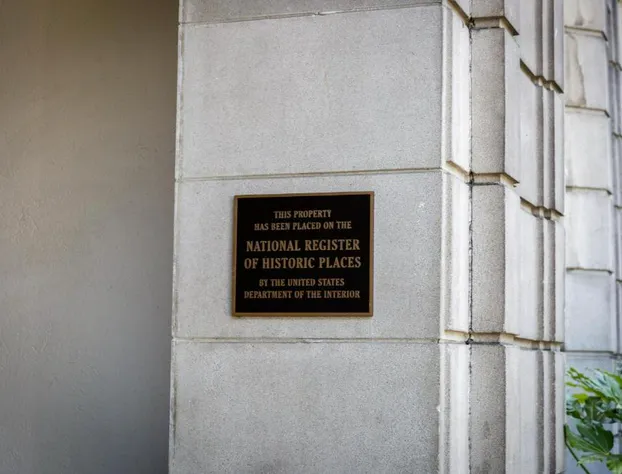 THIS PROPERTY
HAS BEEN PLACED ON THE
NATIONAL REGISTER
OF HISTORIC PLACES
BY THE UNITED STATES
DEPARTMENT OF THE INTERIOR